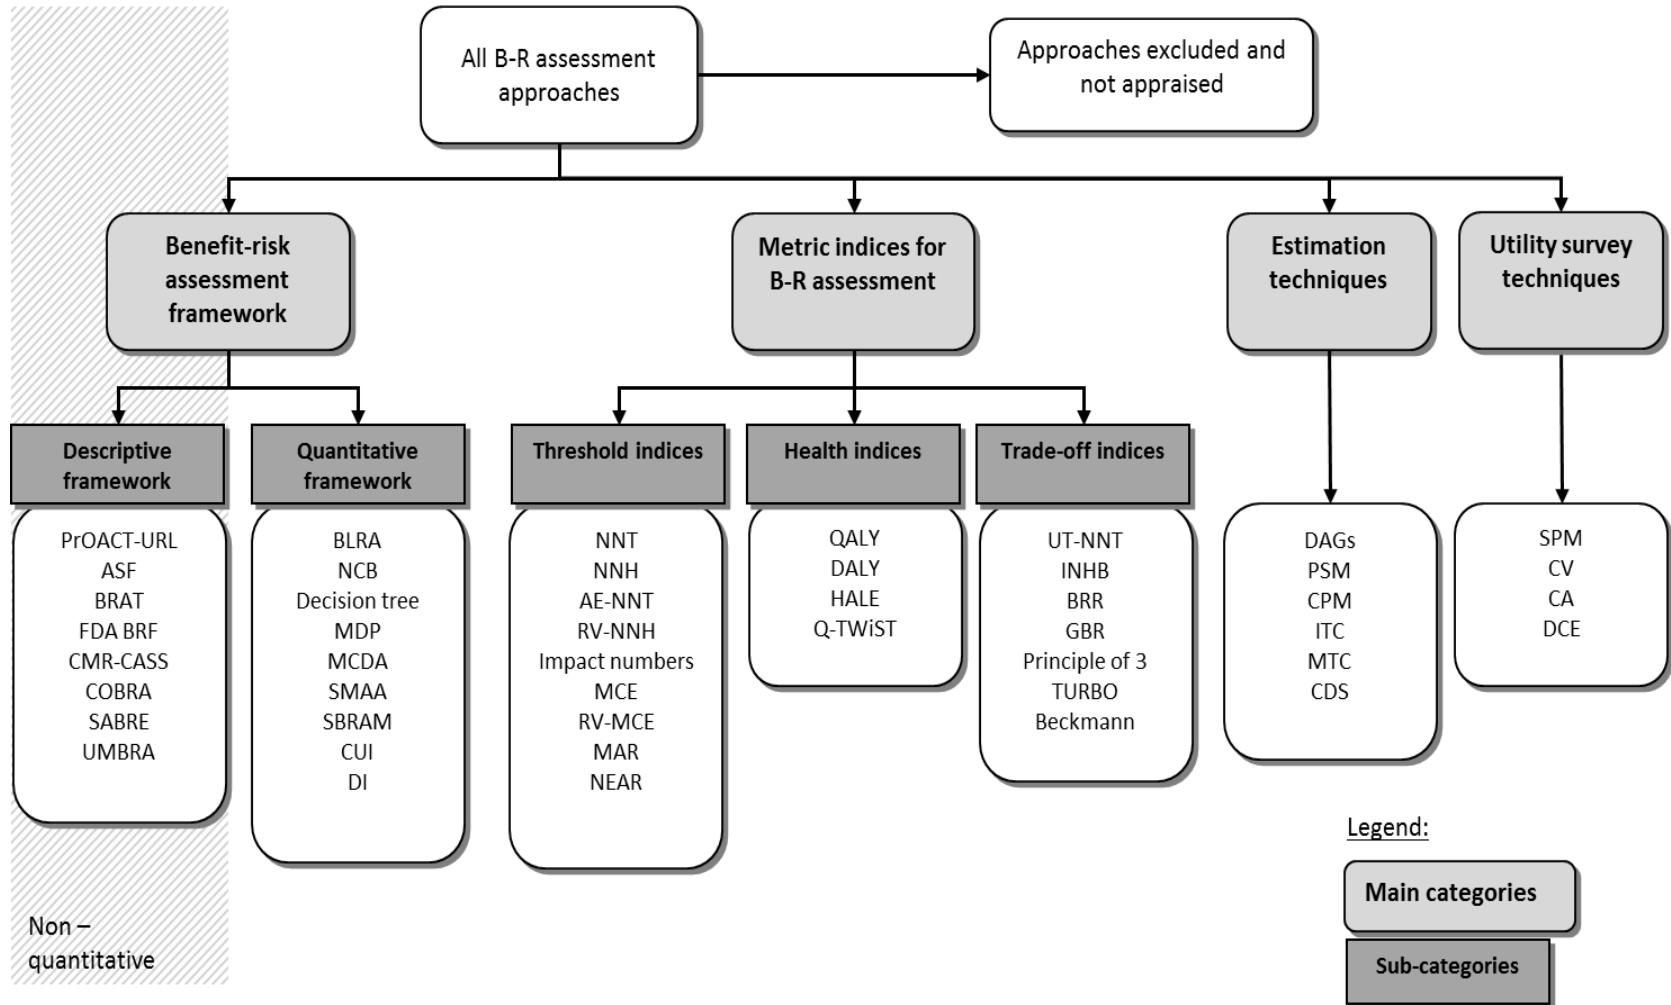 All B-R assessment
approaches
Approaches excluded and
not appraised
Benefit-risk
assessment
framework
Metric indices for
B-R assessment
Estimation
techniques
Utility survey
techniques
Descriptive
framework
Quantitative
framework
Threshold indices
Health indices
Trade-off indices
PrOACT-URL
ASF
BRAT
FDA BRF
CMR-CASS
COBRA
SABRE
UMBRA
BLRA
NCB
Decision tree
MDP
MCDA
SMAA
SBRAM
CUI
DI
NNT
NNH
AE-NNT
RV-NNH
Impact numbers
MCE
RV-MCE
MAR
NEAR
QALY
DALY
HALE
Q-TWiST
UT-NNT
INHB
BRR
GBR
Principle of 3
TURBO
Beckmann
DAGs
PSM
CPM
ITC
MTC
CDS
SPM
CV
CA
DCE
Non –
quantitative
Legend:
Main categories
Sub-categories